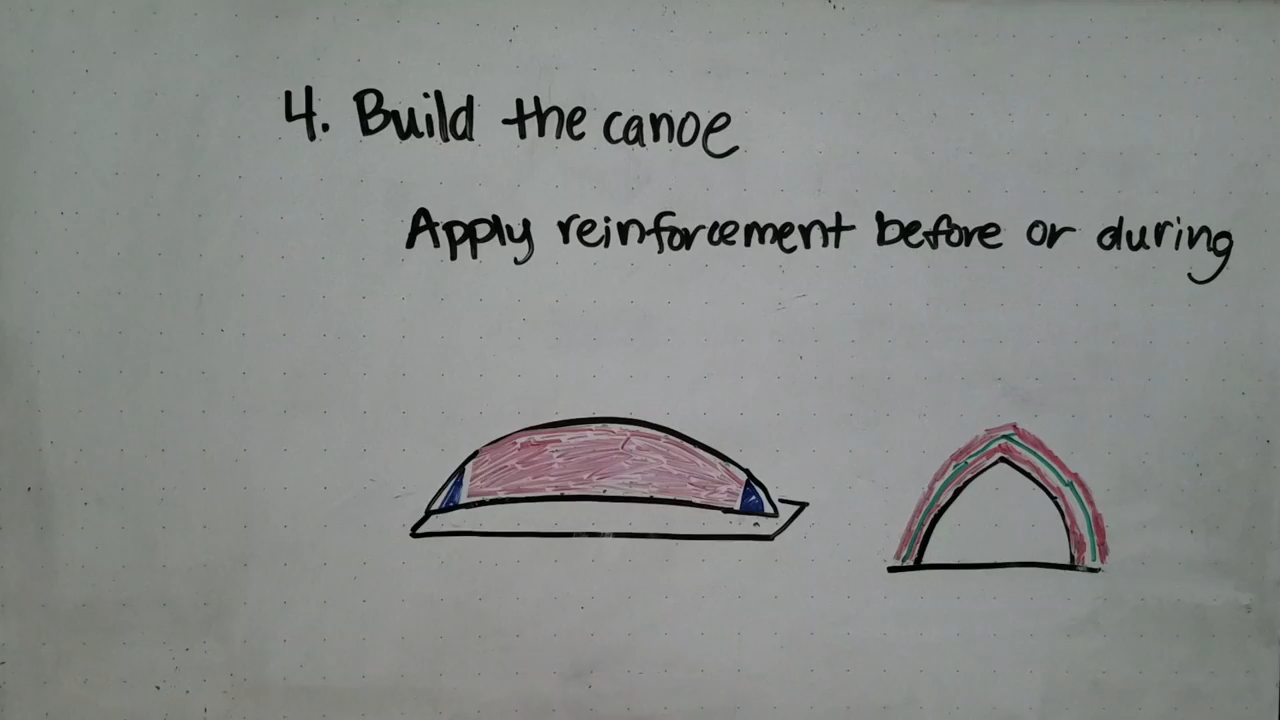 4. Build the canoe
Apply reinforcement before or during